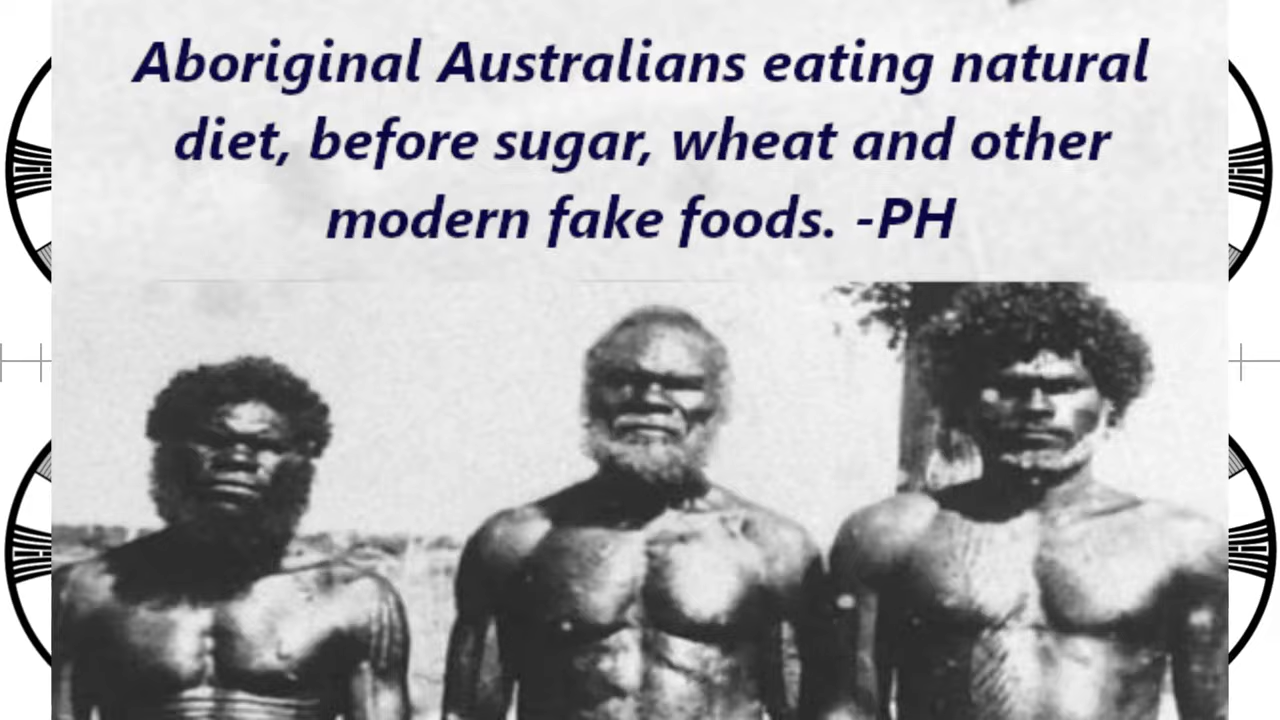 Aboriginal Australians eating natural
diet, before sugar, wheat and other
modern fake foods. -PH